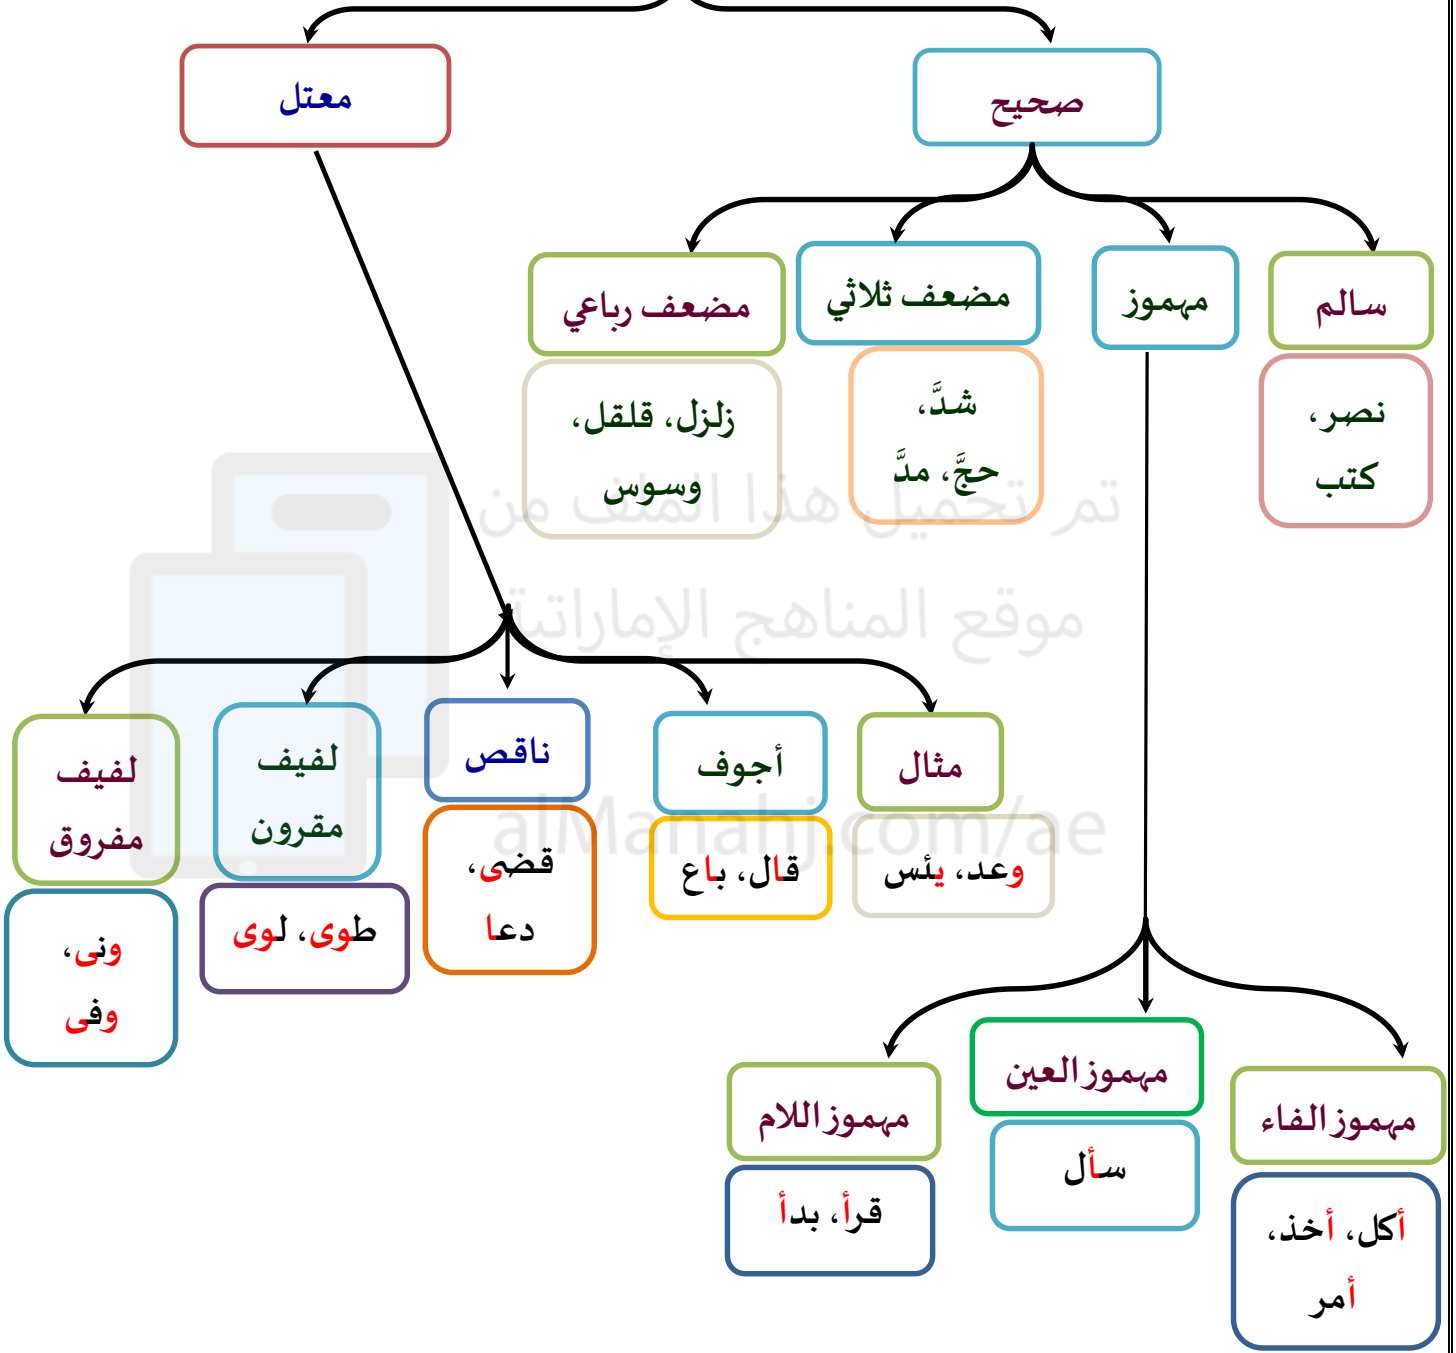 صحيح
معتل
سالم
مهموز
مضعف ثلاثي
مضعف رباعي
نصر،
كتب
شدَّ،
حجَّ، مدَّ
زلزل، قلقل،
وسوس
تم تحميل هذا الملف من
موقع المناهج الإماراتية
alManahj.com/ae
مثال
أجوف
ناقص
لفيف
مقرون
لفيف
مفروق
وعد، يئس
قال، باع
قضى،
دعا
طوى، لوى
ونى،
وفى
مهموز الفاء
مهموز العين
مهموز اللام
أكل، أخذ،
أمر
سأل
قرأ، بدأ